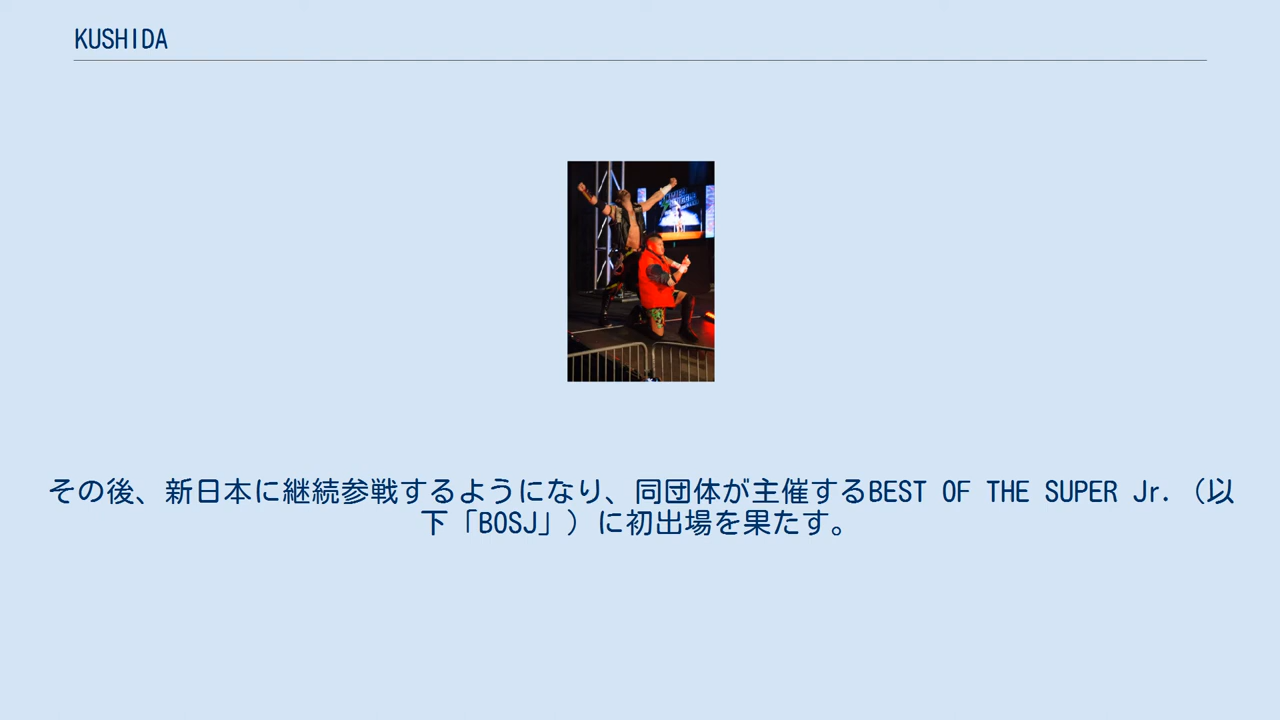 KUSHIDA
その後、新日本に継続参戦するようになり、同団体が主催するBEST OF THE SUPER Jr.（以
下「BOSJ」）に初出場を果たす。